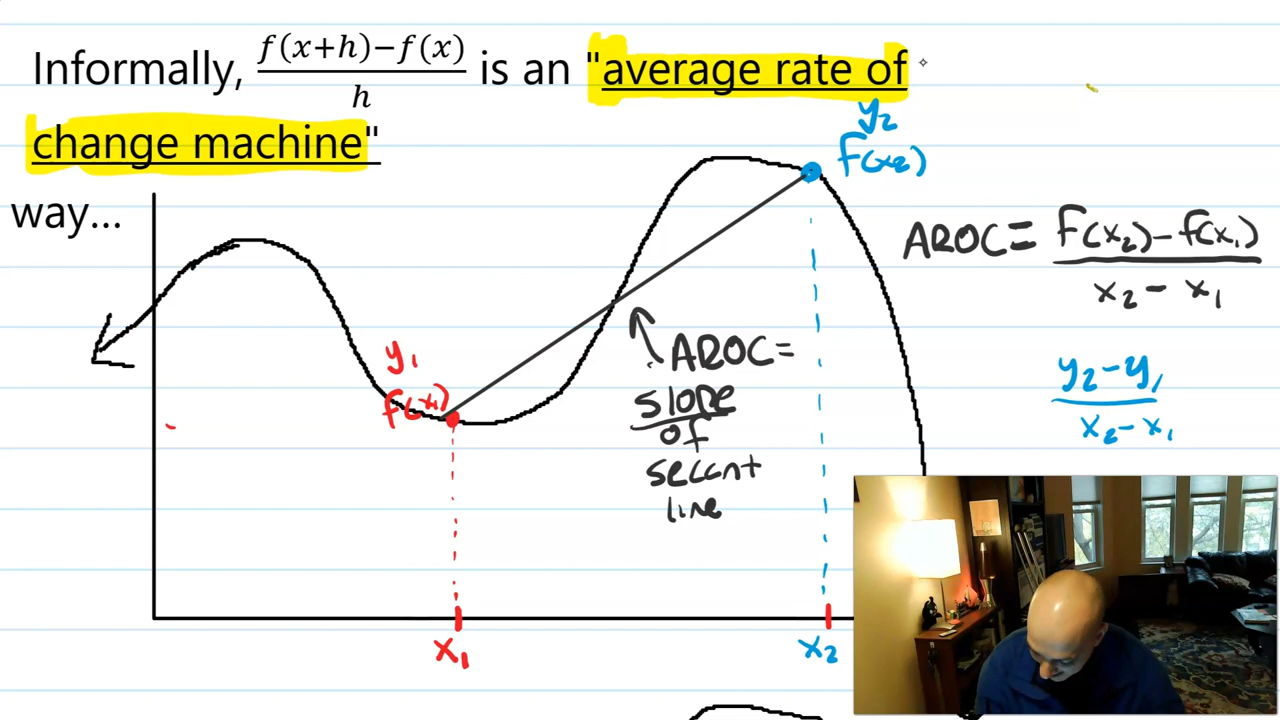 Informally, f(x+h)−f(x) / h is an "average rate of
change machine"
way...
y2
f(x2)
AROC = f(x2) − f(x1) / x2 − x1
y1
f(x1)
AROC =
slope
of
secant
line
y2 − y1 / x2 − x1
x1
x2